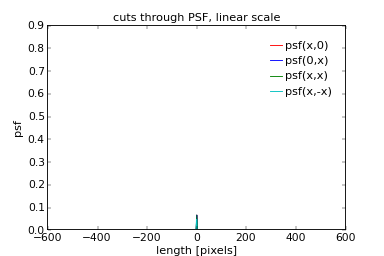 cuts through PSF, linear scale
0.9
0.8
0.7
0.6
0.5
0.4
0.3
0.2
0.1
0.0
psf
psf(x,0)
psf(0,x)
psf(x,x)
psf(x,-x)
−600 −400 −200 0 200 400 600
length [pixels]